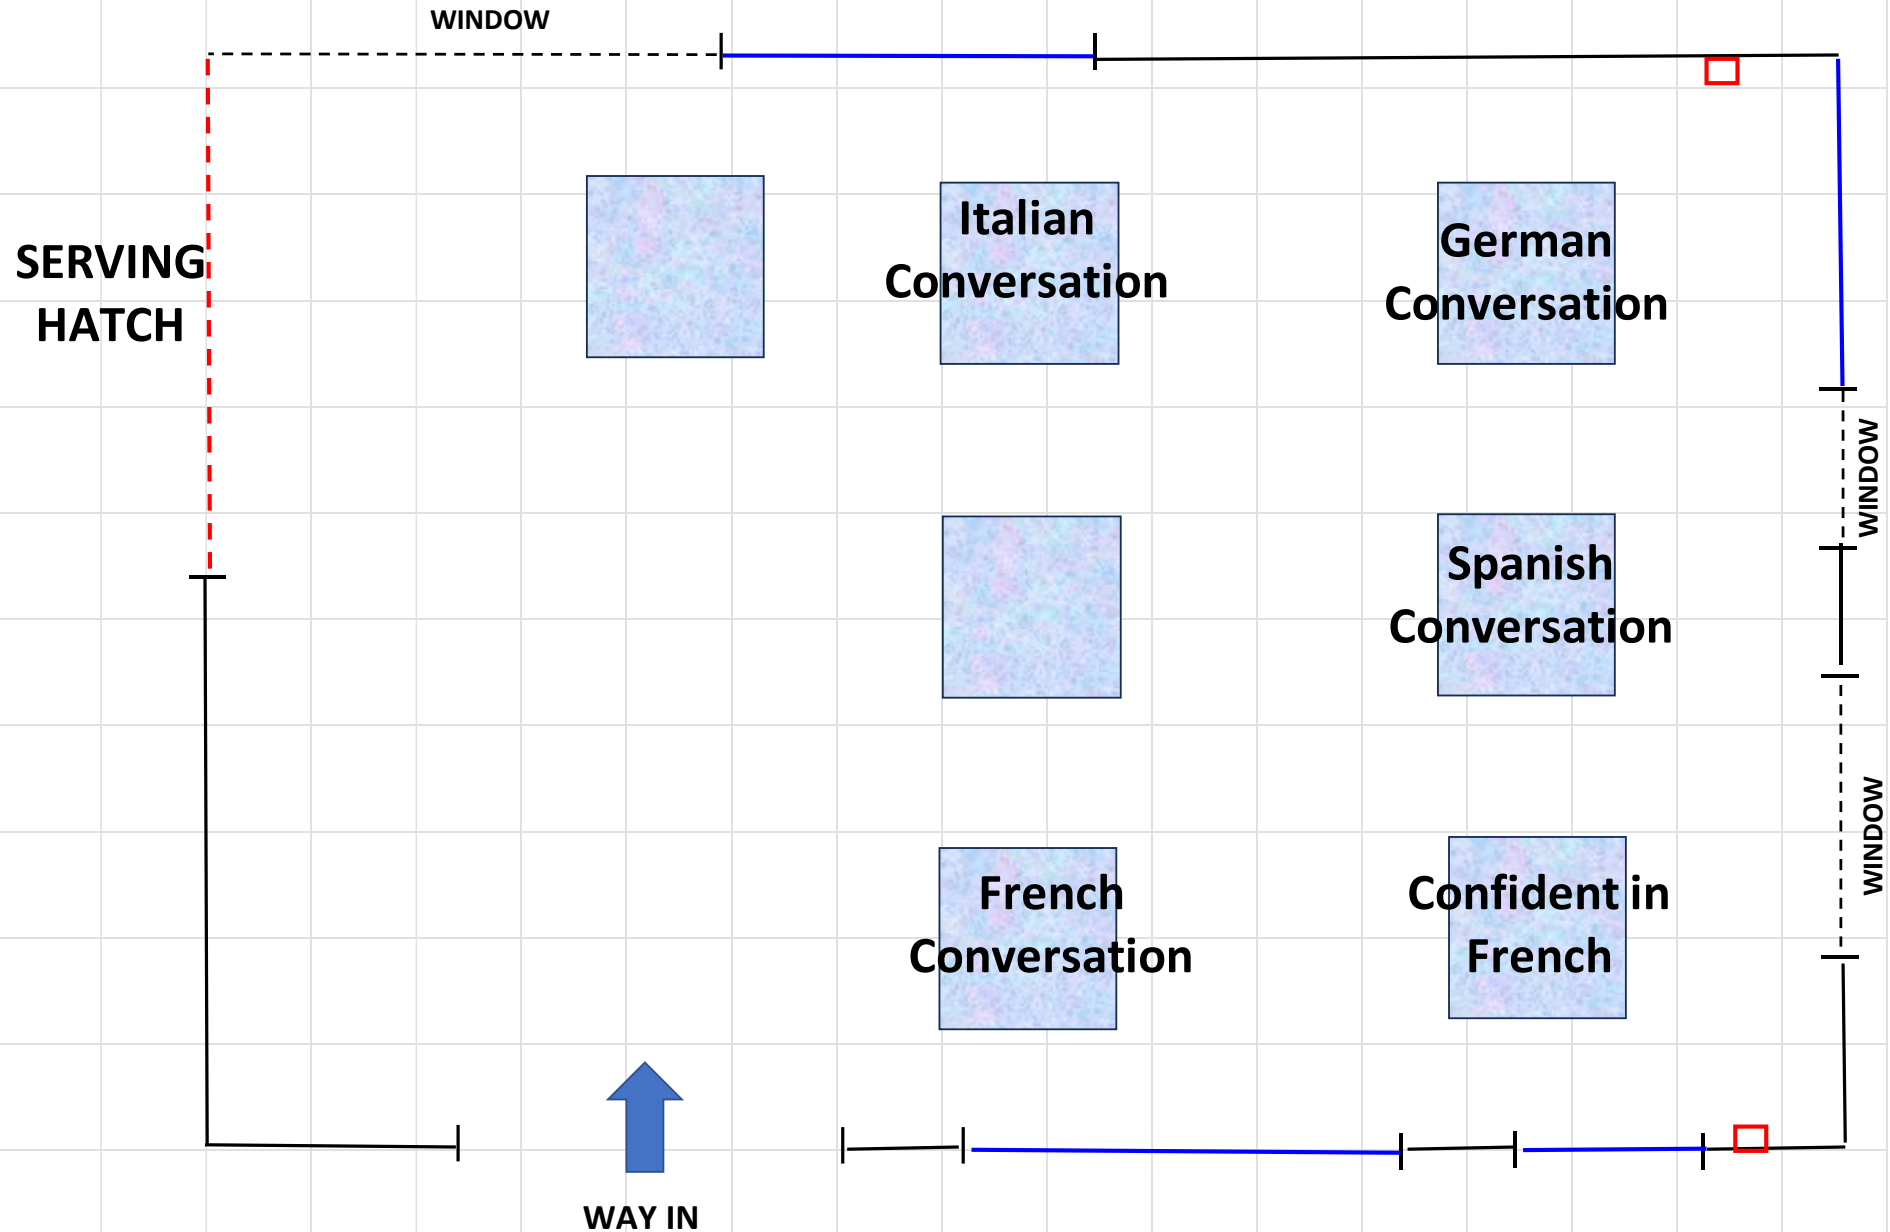 WINDOW
SERVING
HATCH
Italian
Conversation
German
Conversation
WINDOW
Spanish
Conversation
WINDOW
French
Conversation
Confident in
French
WAY IN